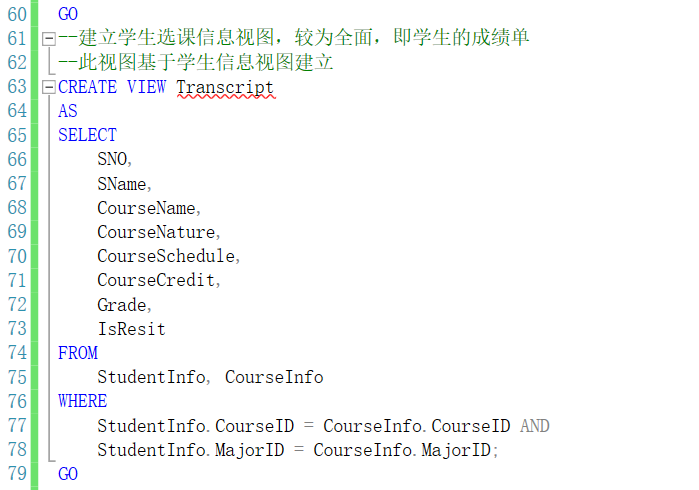 60 GO
61 --建立学生选课信息视图，较为全面，即学生的成绩单
62 --此视图基于学生信息视图建立
63 CREATE VIEW Transcript
64 AS
65 SELECT
66 SNO,
67 SName,
68 CourseName,
69 CourseNature,
70 CourseSchedule,
71 CourseCredit,
72 Grade,
73 IsResit
74 FROM
75 StudentInfo, CourseInfo
76 WHERE
77 StudentInfo.CourseID = CourseInfo.CourseID AND
78 StudentInfo.MajorID = CourseInfo.MajorID;
79 GO